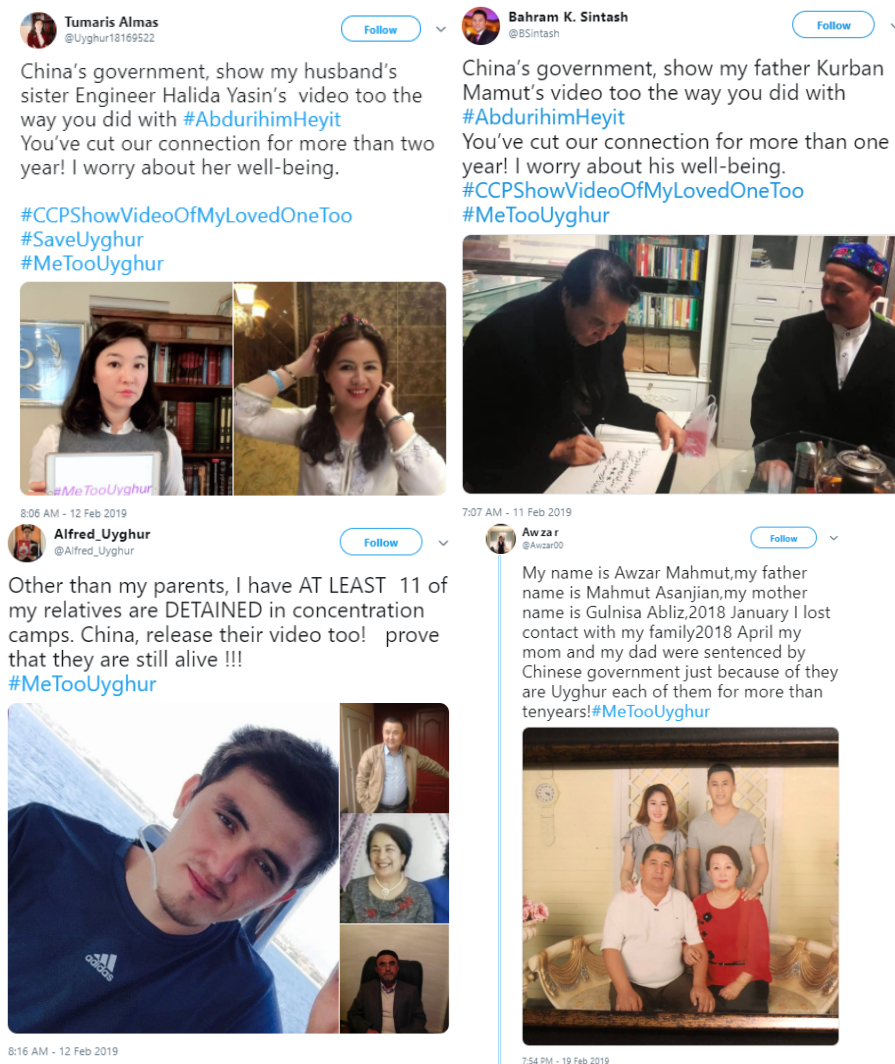 Tumaris Almas
@Uyghur18169522
Follow
China's government, show my husband's
sister Engineer Halida Yasin's video too the
way you did with #AbdurihimHeyit
You've cut our connection for more than two
year! I worry about her well-being.
#CCPShowVideoOfMyLovedOneToo
#SaveUyghur
#MeTooUyghur
#MeTooUyghur
8:06 AM - 12 Feb 2019
Bahram K. Sintash
@BSintash
Follow
China's government, show my father Kurban
Mamut's video too the way you did with
#AbdurihimHeyit
You've cut our connection for more than one
year! I worry about his well-being.
#CCPShowVideoOfMyLovedOneToo
#MeTooUyghur
7:07 AM - 11 Feb 2019
Alfred_Uyghur
@Alfred_Uyghur
Follow
Other than my parents, I have AT LEAST 11 of
my relatives are DETAINED in concentration
camps. China, release their video too! prove
that they are still alive !!!
#MeTooUyghur
adidas
8:16 AM - 12 Feb 2019
Awzar
@Awzar00
Follow
My name is Awzar Mahmut,my father
name is Mahmut Asanjian,my mother
name is Gulnisa Abliz,2018 January I lost
contact with my family2018 April my
mom and my dad were sentenced by
Chinese government just because of they
are Uyghur each of them for more than
tenyears!#MeTooUyghur
7:54 PM - 19 Feb 2019